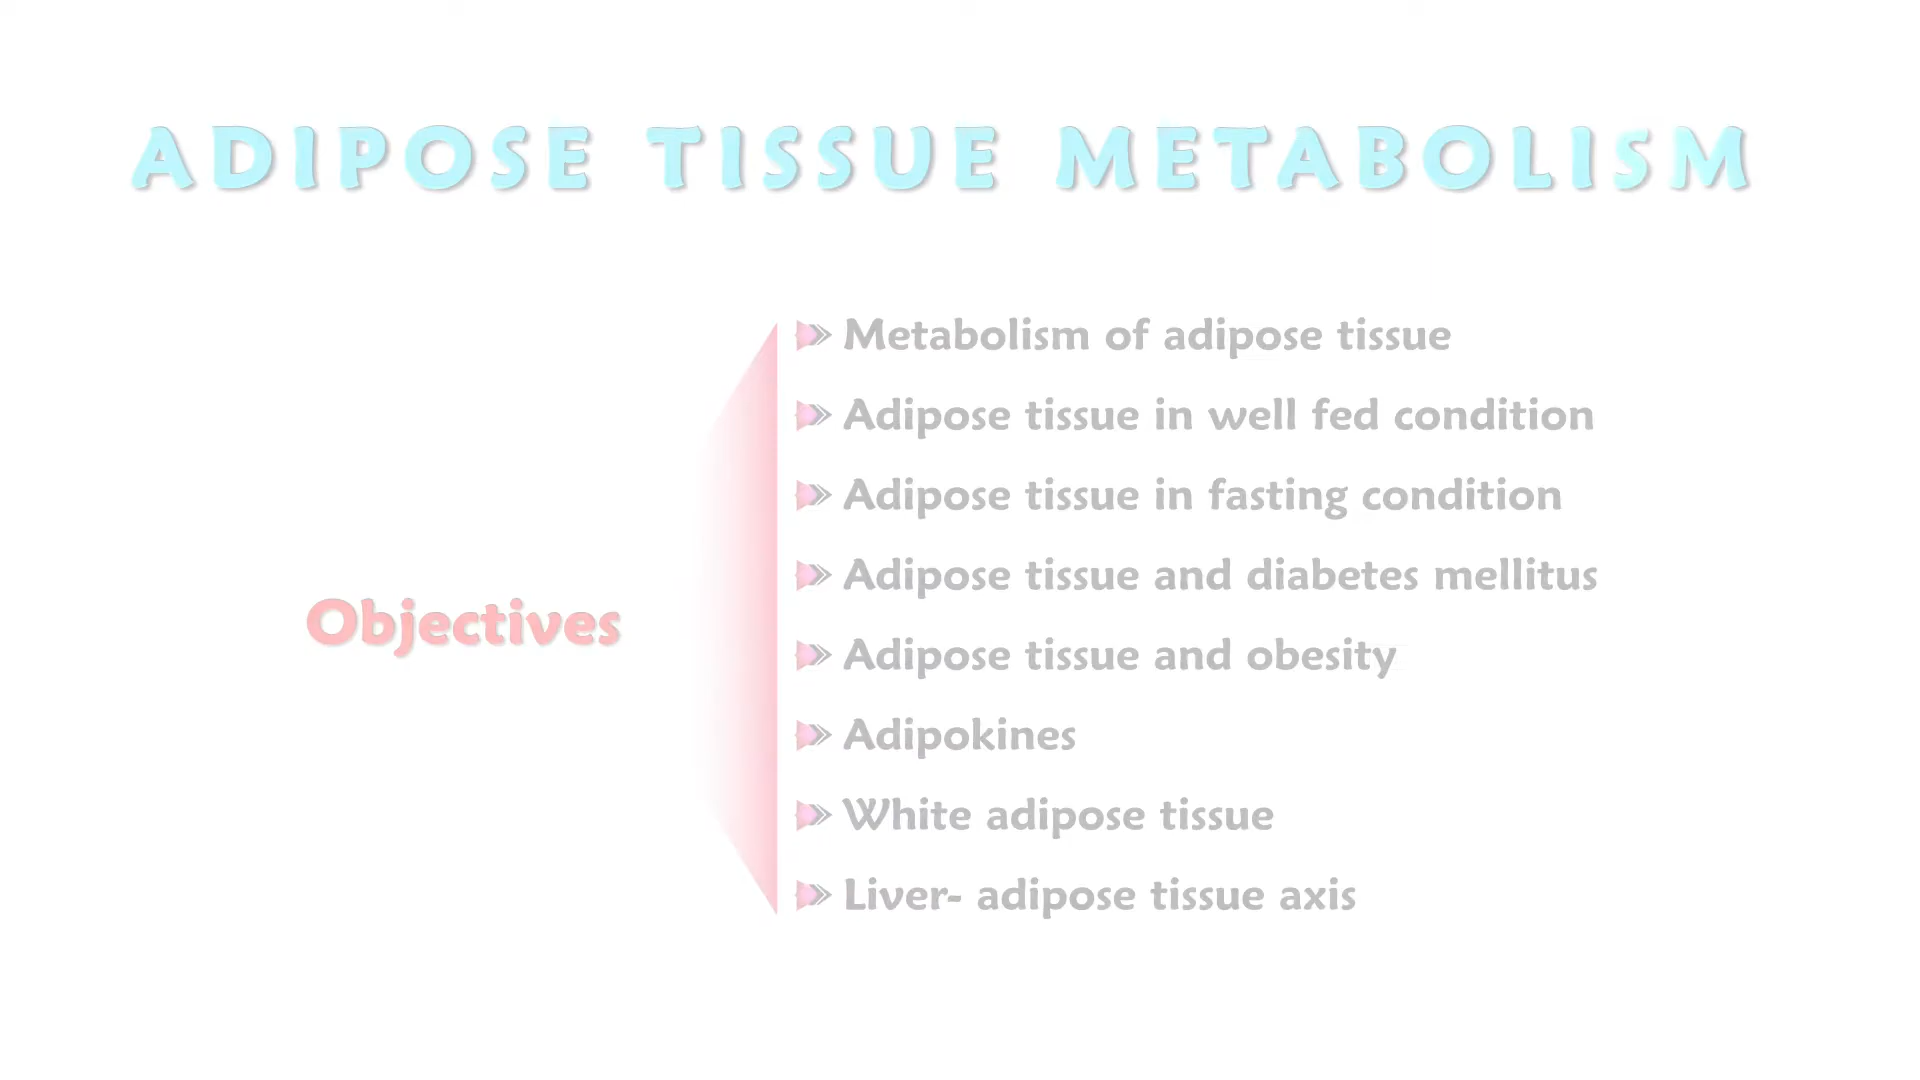 ADIPOSE TISSUE METABOLISM
Objectives
Metabolism of adipose tissue
Adipose tissue in well fed condition
Adipose tissue in fasting condition
Adipose tissue and diabetes mellitus
Adipose tissue and obesity
Adipokines
White adipose tissue
Liver- adipose tissue axis